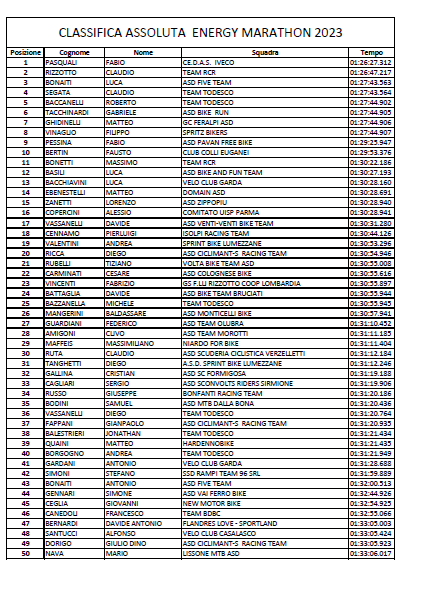 CLASSIFICA ASSOLUTA ENERGY MARATHON 2023
Posizione Cognome Nome Squadra Tempo
1 PASQUALI FABIO CE.D.A.S. IVECO 01:26:27.312
2 RIZZOTTO CLAUDIO TEAM RCR 01:26:47.217
3 BONAITI LUCA ASD FIVE TEAM 01:27:43.563
4 SEGATA CLAUDIO TEAM TODESCO 01:27:43.564
5 BACCANELLI ROBERTO TEAM TODESCO 01:27:44.902
6 TACCHINARDI GABRIELE ASD BIKE RUN 01:27:44.905
7 GHIDINELLI MATTEO GC FERALPI ASD 01:27:44.906
8 VINAGLIO FILIPPO SPRITZ BIKERS 01:27:44.907
9 PESSINA FABIO ASD PAVAN FREE BIKE 01:29:25.947
10 BERTIN FAUSTO CLUB COLLI EUGANEI 01:29:53.376
11 BONETTI MASSIMO TEAM RCR 01:30:22.186
12 BASILI LUCA ASD BIKE AND FUN TEAM 01:30:27.193
13 BACCHIAVINI LUCA VELO CLUB GARDA 01:30:28.160
14 EBENESTELLI MATTEO DOMAIN ASD 01:30:28.691
15 ZANETTI LORENZO ASD ZIPPOPIU 01:30:28.940
16 COPERCINI ALESSIO COMITATO UISP PARMA 01:30:28.941
17 VASSANELLI DAVIDE ASD VENTI-VENTI BIKE TEAM 01:30:31.280
18 CENNAMO PIERLUIGI ISOLPI RACING TEAM 01:30:44.126
19 VALENTINI ANDREA SPRINT BIKE LUMEZZANE 01:30:53.296
20 RICCA DIEGO ASD CICLIMANT-S RACING TEAM 01:30:54.946
21 RUBELLI TIZIANO VOLTA BIKE TEAM ASD 01:30:55.008
22 CARMINATI CESARE ASD COLOGNESE BIKE 01:30:55.616
23 VINCENTI FABRIZIO GS F.LLI RIZZOTTO COOP LOMBARDIA 01:30:55.897
24 BATTAGLIA DAVIDE ASD BIKE TEAM BRUCIATI 01:30:55.944
25 BAZZANELLA MICHELE TEAM TODESCO 01:30:55.945
26 MANGERINI BALDASSARE ASD MONTICELLI BIKE 01:30:57.941
27 GUARDIANI FEDERICO ASD TEAM OLUBRA 01:31:10.452
28 AMIGONI CLIVO ASD TEAM MOROTTI 01:31:11.185
29 MAFFEIS MASSIMILIANO NIARDO FOR BIKE 01:31:11.404
30 RUTA CLAUDIO ASD SCUDERIA CICLISTICA VERZELLETTI 01:31:12.184
31 TANGHETTI DIEGO A.S.D. SPRINT BIKE LUMEZZANE 01:31:12.246
32 GALLINA CRISTIAN ASD SC FORMIGOSA 01:31:19.188
33 CAGLIARI SERGIO ASD SCONVOLTS RIDERS SIRMIONE 01:31:19.906
34 RUSSO GIUSEPPE BONFANTI RACING TEAM 01:31:20.186
35 BODINI SAMUEL ASD MTB DALLA BONA 01:31:20.436
36 VASSANELLI DIEGO TEAM TODESCO 01:31:20.764
37 FAPPANI GIANPAOLO ASD CICLIMANT-S RACING TEAM 01:31:20.935
38 BALESTRIERI JONATHAN TEAM TODESCO 01:31:21.434
39 QUAINI MATTEO HARDENNOBIKE 01:31:21.435
40 BORGOGNO ANDREA TEAM TODESCO 01:31:21.949
41 GARDANI ANTONIO VELO CLUB GARDA 01:31:28.688
42 SIMONI STEFANO SSD RAMPI TEAM 96 SRL 01:31:59.889
43 BONAITI ANTONIO ASD FIVE TEAM 01:32:00.513
44 GENNARI SIMONE ASD VAI FERRO BIKE 01:32:44.926
45 CEGLIA GIOVANNI NEW MOTOR BIKE 01:32:54.925
46 CANEDOLI FRANCESCO TEAM BDBC 01:32:55.066
47 BERNARDI DAVIDE ANTONIO FLANDRES LOVE - SPORTLAND 01:33:05.003
48 SANTUCCI ALFONSO VELO CLUB CASALASCO 01:33:05.424
49 DORIGO GIULIO DINO ASD CICLIMANT-S RACING TEAM 01:33:05.923
50 NAVA MARIO LISSONE MTB ASD 01:33:06.017